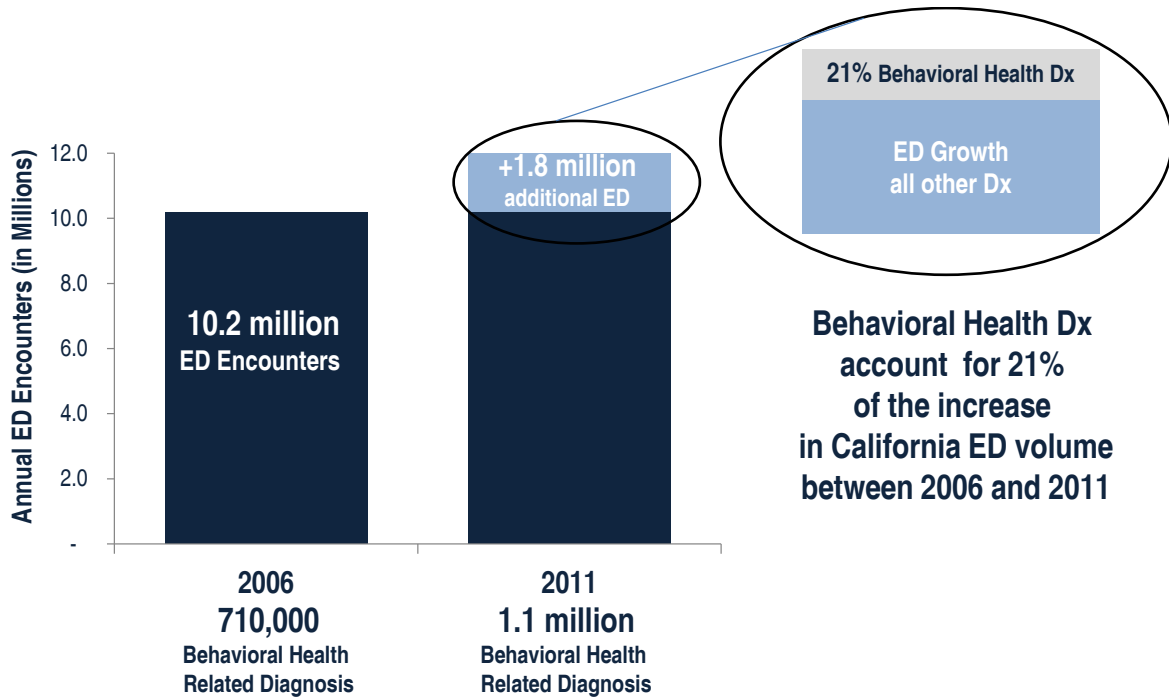 21% Behavioral Health Dx
ED Growth
all other Dx
Annual ED Encounters (in Millions)
12.0
10.0
8.0
6.0
4.0
2.0
-
+1.8 million
additional ED
10.2 million
ED Encounters
Behavioral Health Dx
account for 21%
of the increase
in California ED volume
between 2006 and 2011
2006
710,000
Behavioral Health
Related Diagnosis
2011
1.1 million
Behavioral Health
Related Diagnosis